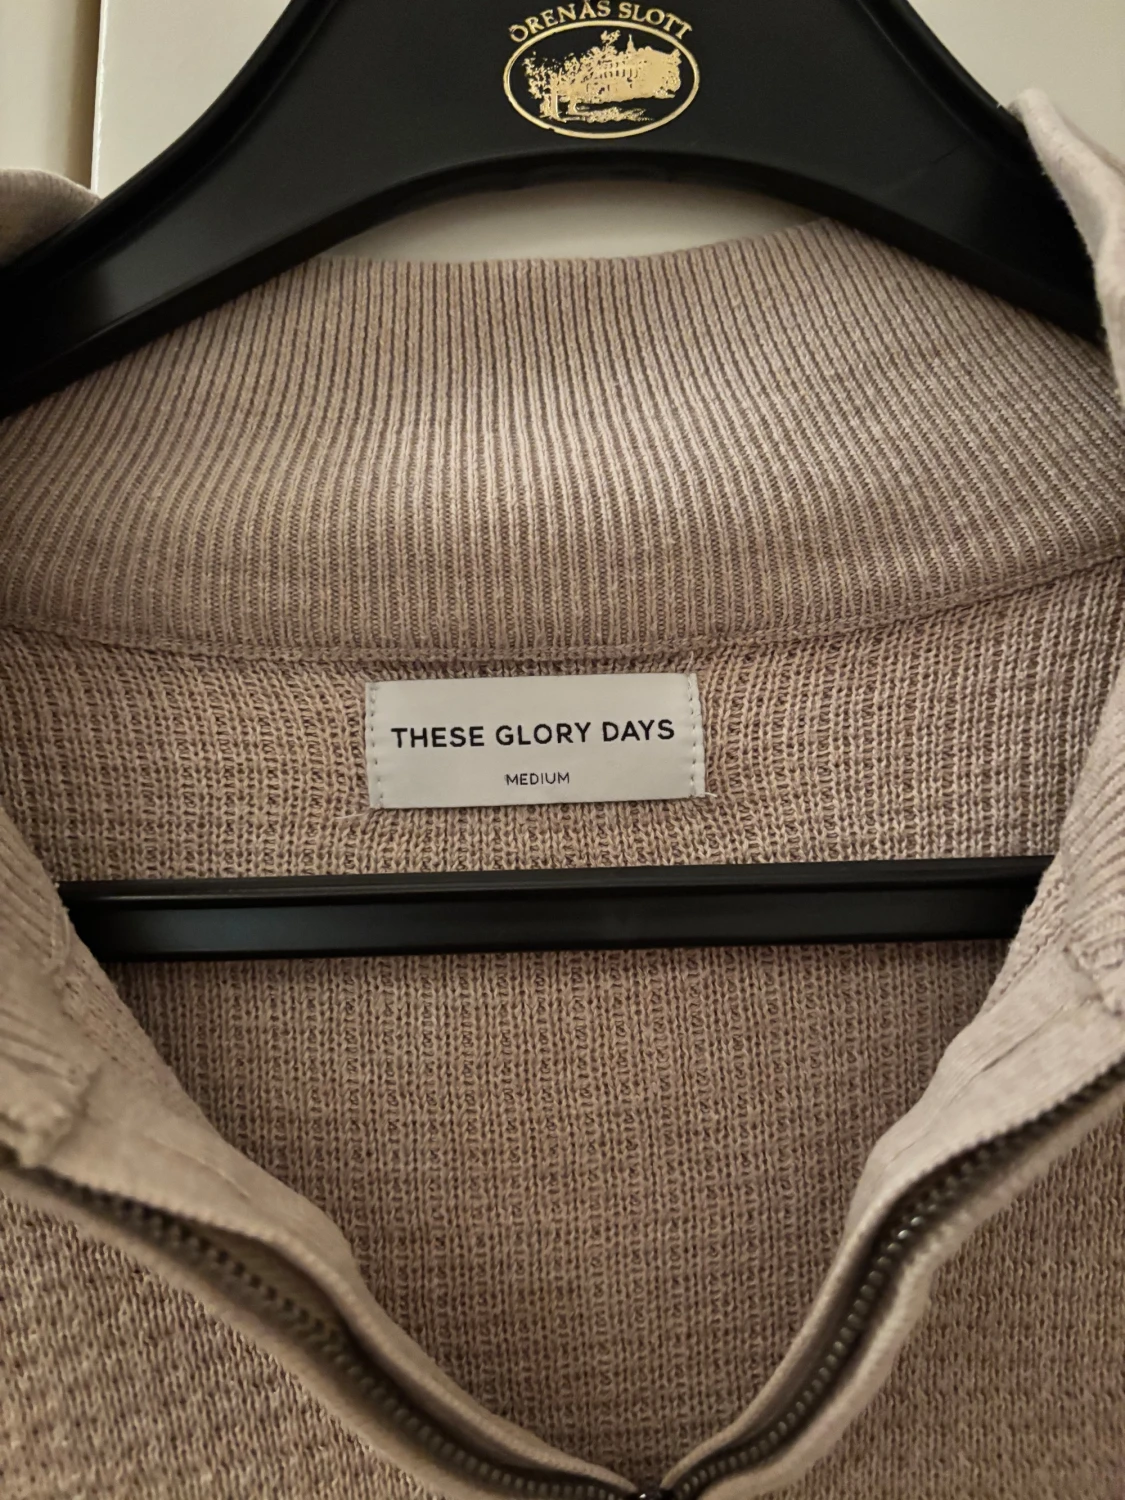 ÖRENÄS SLOTT
THESE GLORY DAYS
MEDIUM